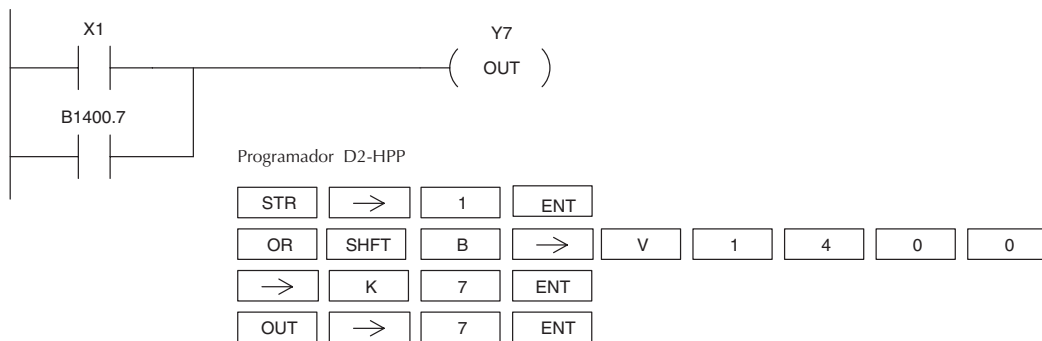 X1
Y7
OUT
B1400.7
Programador D2-HPP
STR → 1 ENT
OR SHFT B → V 1 4 0 0
→ K 7 ENT
OUT → 7 ENT